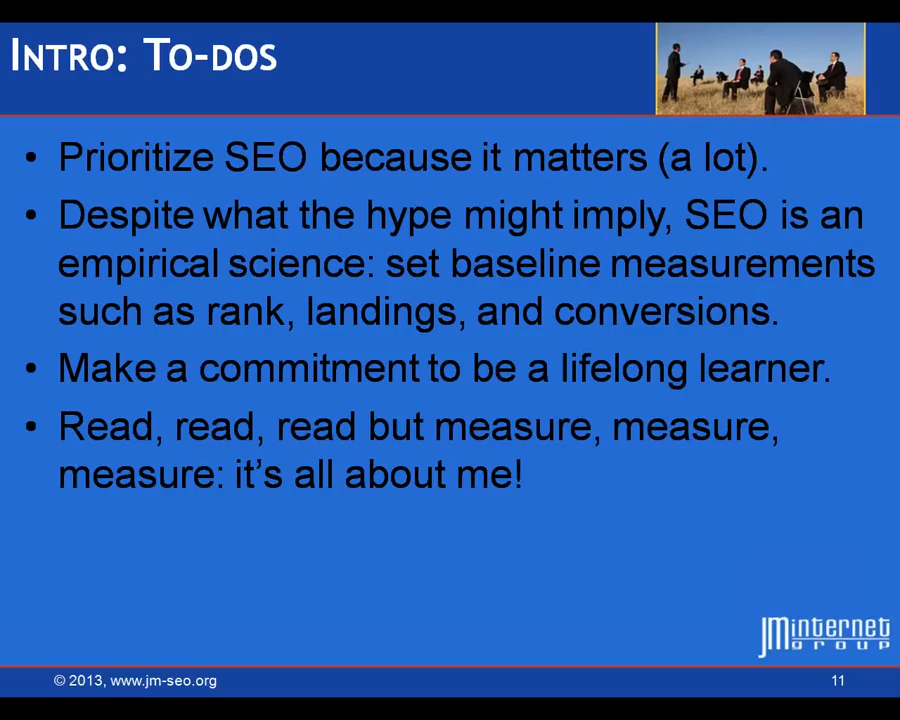 INTRO: TO-DOS
• Prioritize SEO because it matters (a lot).
• Despite what the hype might imply, SEO is an
empirical science: set baseline measurements
such as rank, landings, and conversions.
• Make a commitment to be a lifelong learner.
• Read, read, read but measure, measure,
measure: it’s all about me!
JMinternet
GROUP
© 2013, www.jm-seo.org
11